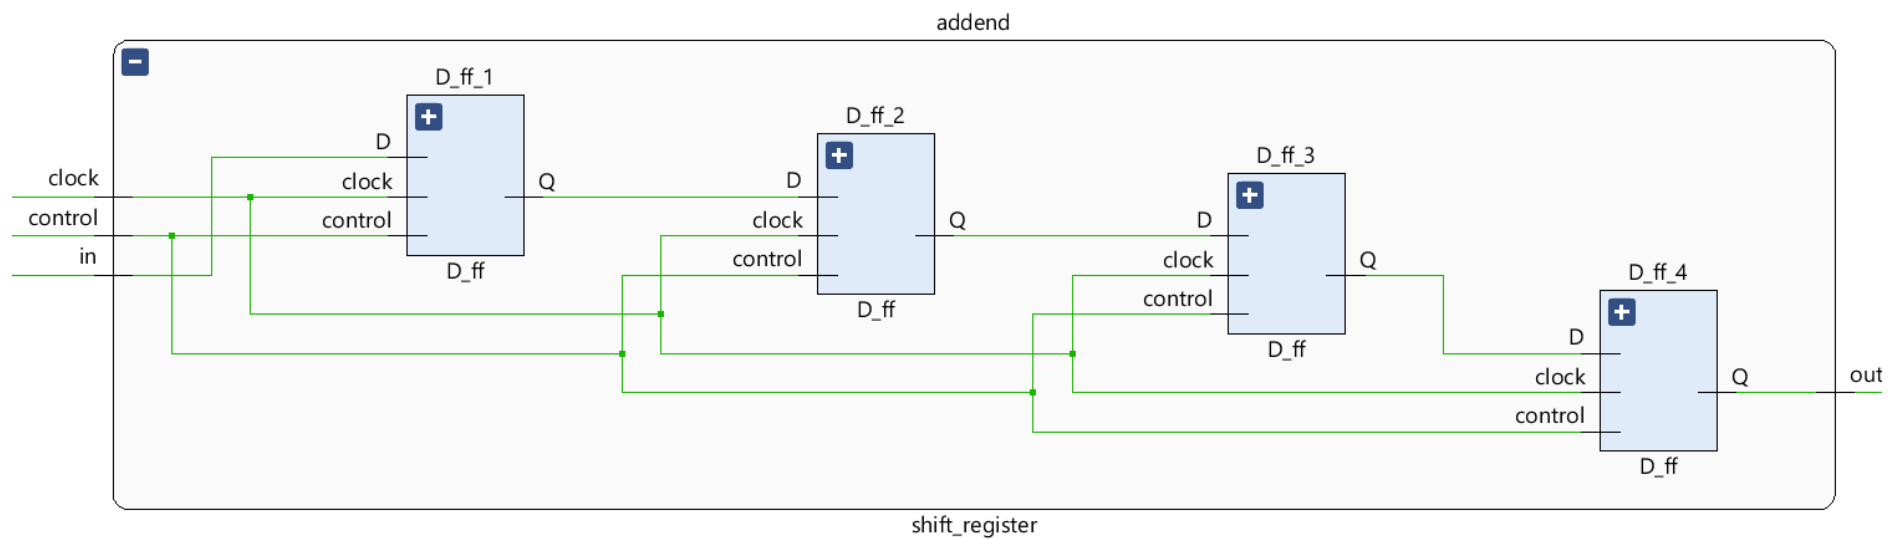 addend
D_ff_1
D
clock
control
Q
D_ff
clock
control
in
D_ff_2
D
clock
control
Q
D_ff
D_ff_3
D
clock
control
Q
D_ff
D_ff_4
D
clock
control
Q
D_ff
out
shift_register